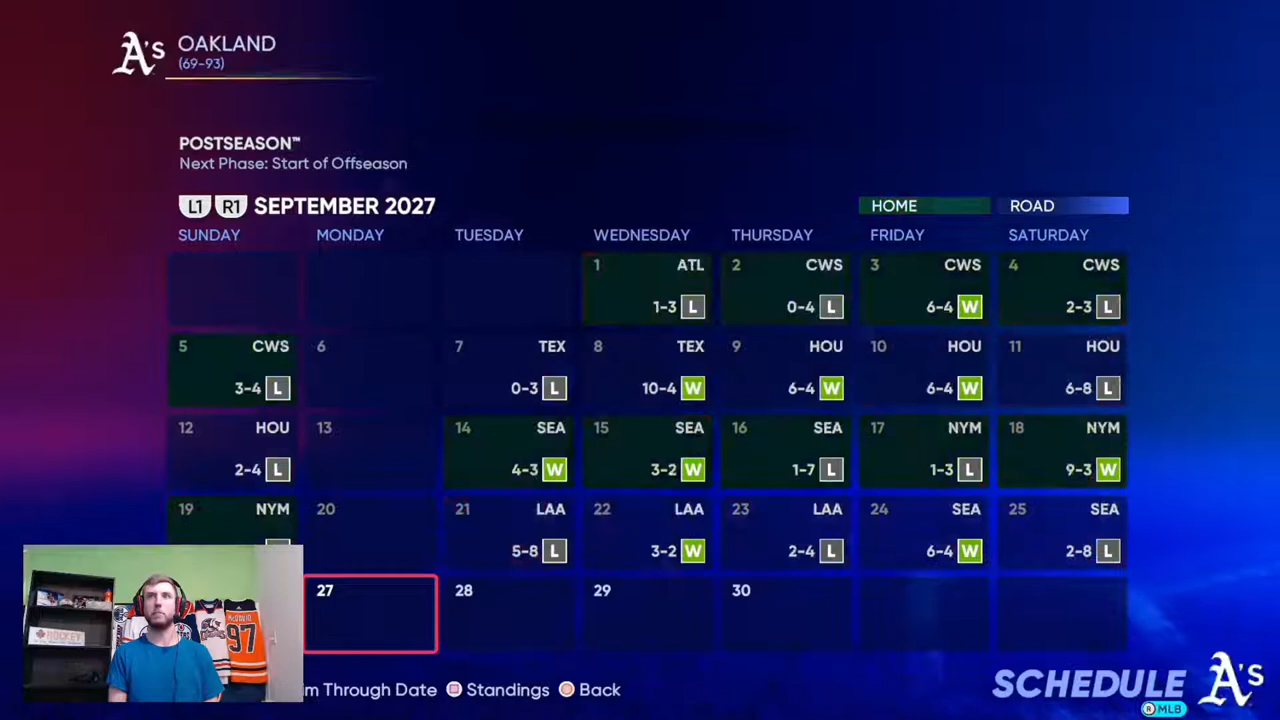 A's OAKLAND
(69-93)
POSTSEASON™
Next Phase: Start of Offseason
L1 R1 SEPTEMBER 2027
HOME ROAD
SUNDAY MONDAY TUESDAY WEDNESDAY THURSDAY FRIDAY SATURDAY
1 ATL 2 CWS 3 CWS 4 CWS
1-3 L 0-4 L 6-4 W 2-3 L
5 CWS 6 7 TEX 8 TEX 9 HOU 10 HOU 11 HOU
3-4 L 0-3 L 10-4 W 6-4 W 6-4 W 6-8 L
12 HOU 13 14 SEA 15 SEA 16 SEA 17 NYM 18 NYM
2-4 L 4-3 W 3-2 W 1-7 L 1-3 L 9-3 W
19 NYM 20 21 LAA 22 LAA 23 LAA 24 SEA 25 SEA
5-8 L 3-2 W 2-4 L 6-4 W 2-8 L
27 28 29 30
97
Through Date Standings Back
SCHEDULE A's
R MLB